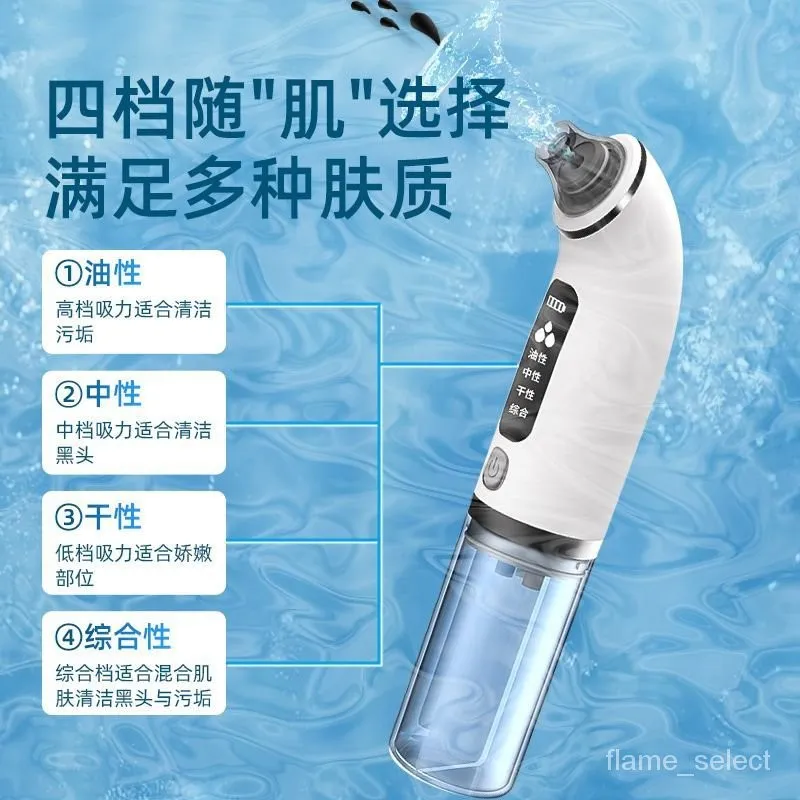 四档随"肌"选择
满足多种肤质
①油性
高档吸力适合清洁
污垢
②中性
中档吸力适合清洁
黑头
③干性
低档吸力适合娇嫩
部位
④综合性
综合档适合混合肌
肤清洁黑头与污垢
油性
中性
干性
综合
flame_select